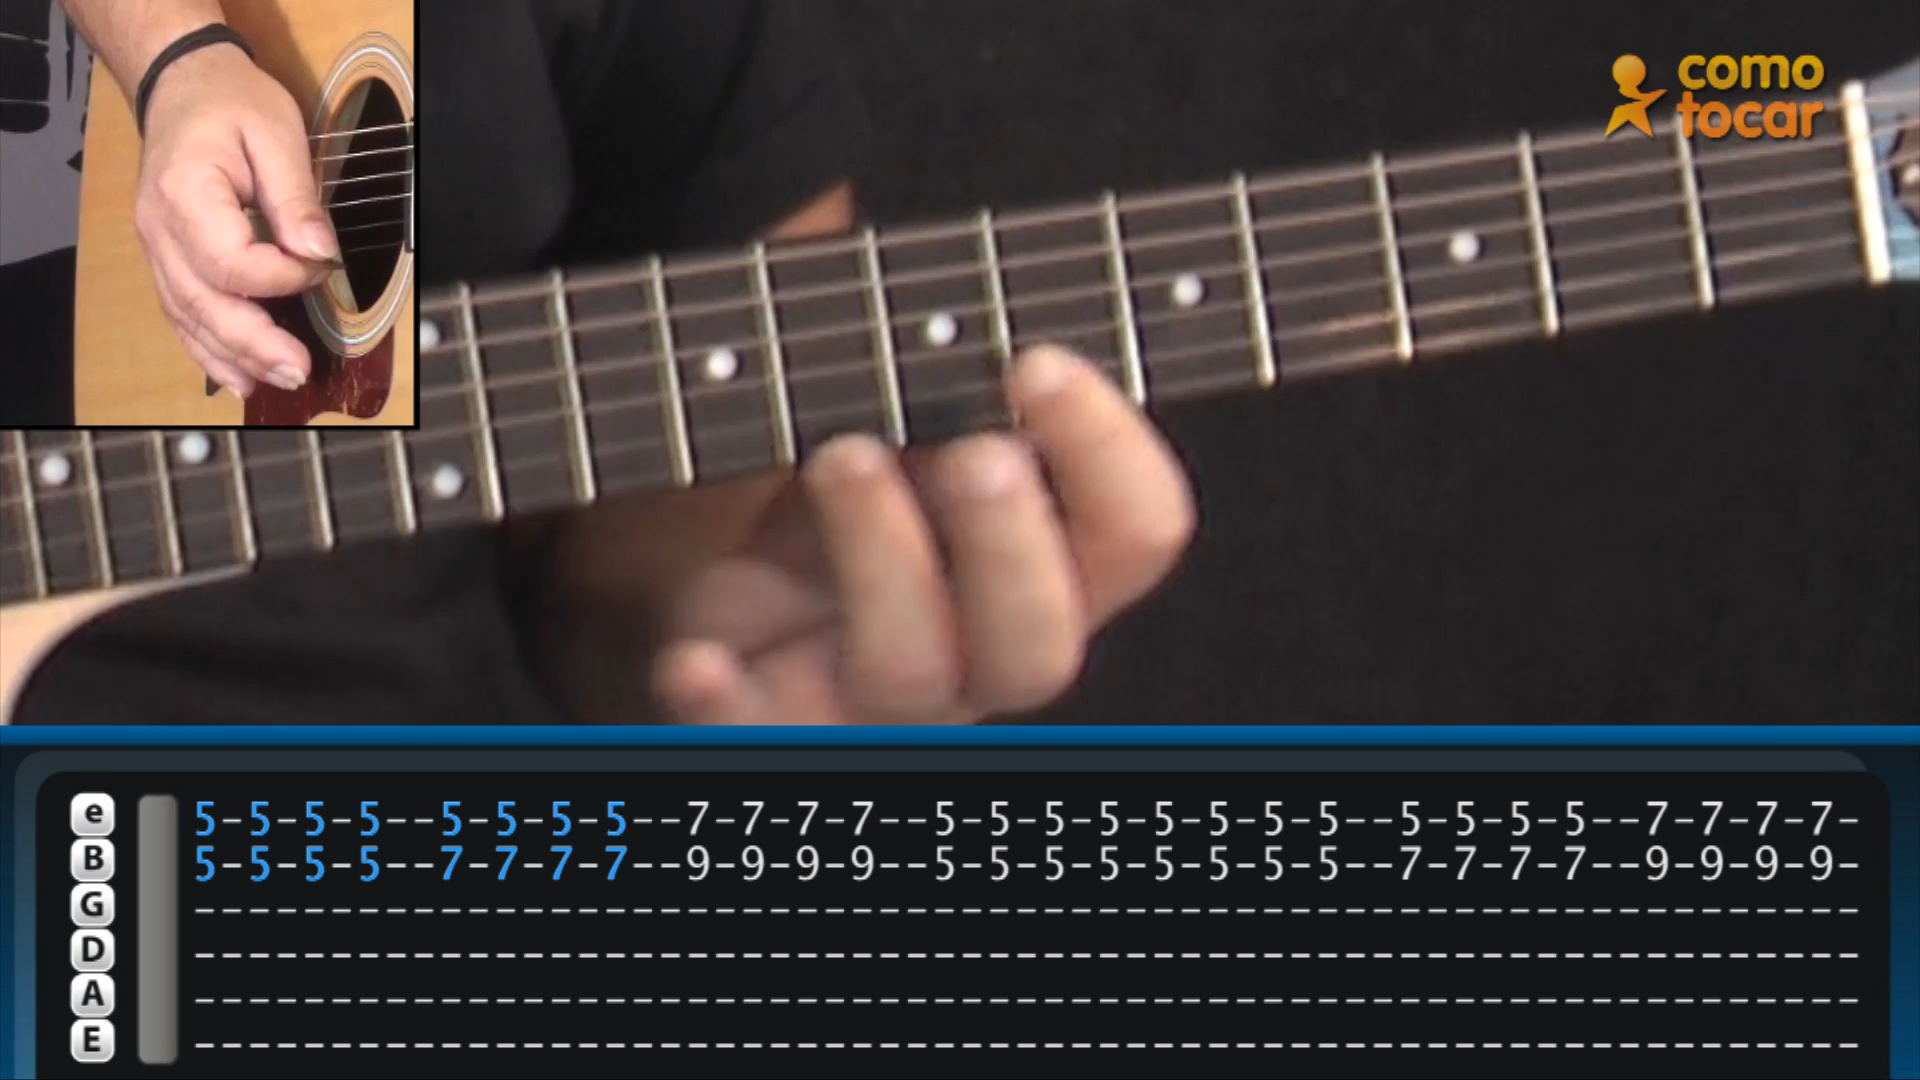 como
tocar
e 5-5-5-5--5-5-5-5--7-7-7-7--5-5-5-5-5-5-5-5--5-5-5-5--7-7-7-7-
B 5-5-5-5--7-7-7-7--9-9-9-9--5-5-5-5-5-5-5-5--7-7-7-7--9-9-9-9-
G -------------------------------------------------------------
D -------------------------------------------------------------
A -------------------------------------------------------------
E -------------------------------------------------------------